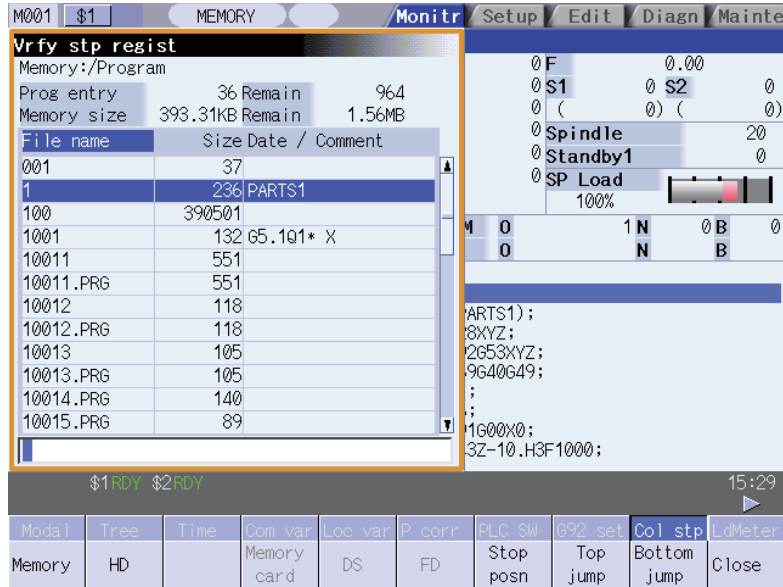 M001 $1 MEMORY Monitr Setup Edit Diagn Mainte
Vrfy stp regist
Memory:/Program
Prog entry 36 Remain 964
Memory size 393.31KB Remain 1.56MB
File name Size Date / Comment
001 37
1 236 PARTS1
100 390501
1001 132 G5.1Q1* X
10011 551
10011.PRG 551
10012 118
10012.PRG 118
10013 105
10013.PRG 105
10014.PRG 140
10015.PRG 89
0 F 0.00
0 S1 0 S2 0
0 ( 0) ( 0)
0 Spindle 20
0 Standby1 0
0 SP Load
100%
M O 1 N 0 B 0
O N B
PARTS1);
28XYZ;
G53XYZ;
G40G49;
;
;
1G00X0;
3Z-10.H3F1000;
$1 RDY $2 RDY 15:29
Modal Tree Time Com var Loc var P corr PLC SW G92 set Col stp LdMeter
Memory HD Memory card DS FD Stop posn Top jump Bottom jump Close